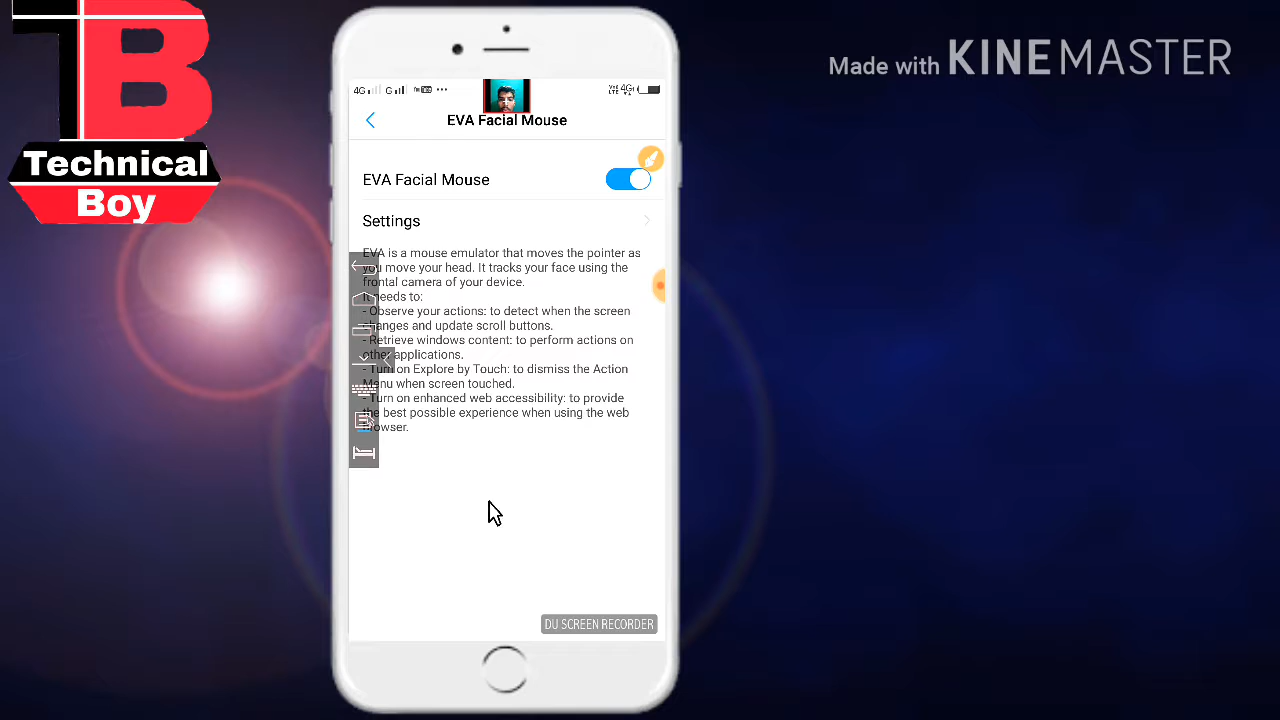 Made with KINEMASTER
TB
Technical
Boy
4G G 4G
EVA Facial Mouse
EVA Facial Mouse
Settings
EVA is a mouse emulator that moves the pointer as
you move your head. It tracks your face using the
frontal camera of your device.
It needs to:
- Observe your actions: to detect when the screen
changes and update scroll buttons.
- Retrieve windows content: to perform actions on
other applications.
- Turn on Explore by Touch: to dismiss the Action
Menu when screen touched.
- Turn on enhanced web accessibility: to provide
the best possible experience when using the web
browser.
DU SCREEN RECORDER